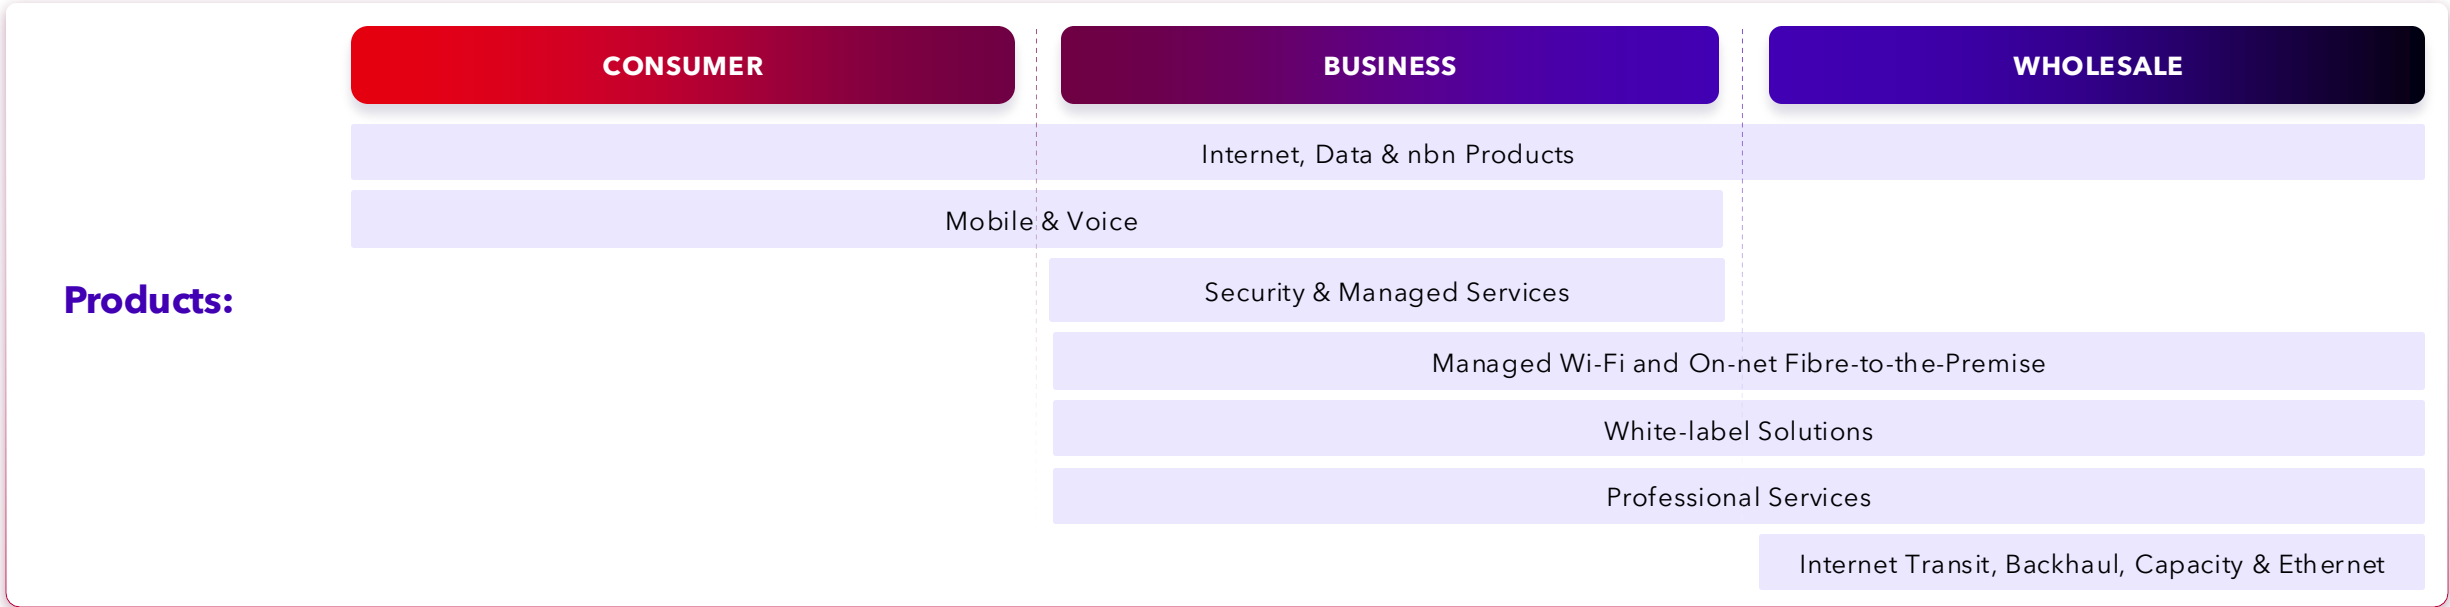 CONSUMER
BUSINESS
WHOLESALE
Internet, Data & nbn Products
Mobile & Voice
Products:
Security & Managed Services
Managed Wi-Fi and On-net Fibre-to-the-Premise
White-label Solutions
Professional Services
Internet Transit, Backhaul, Capacity & Ethernet